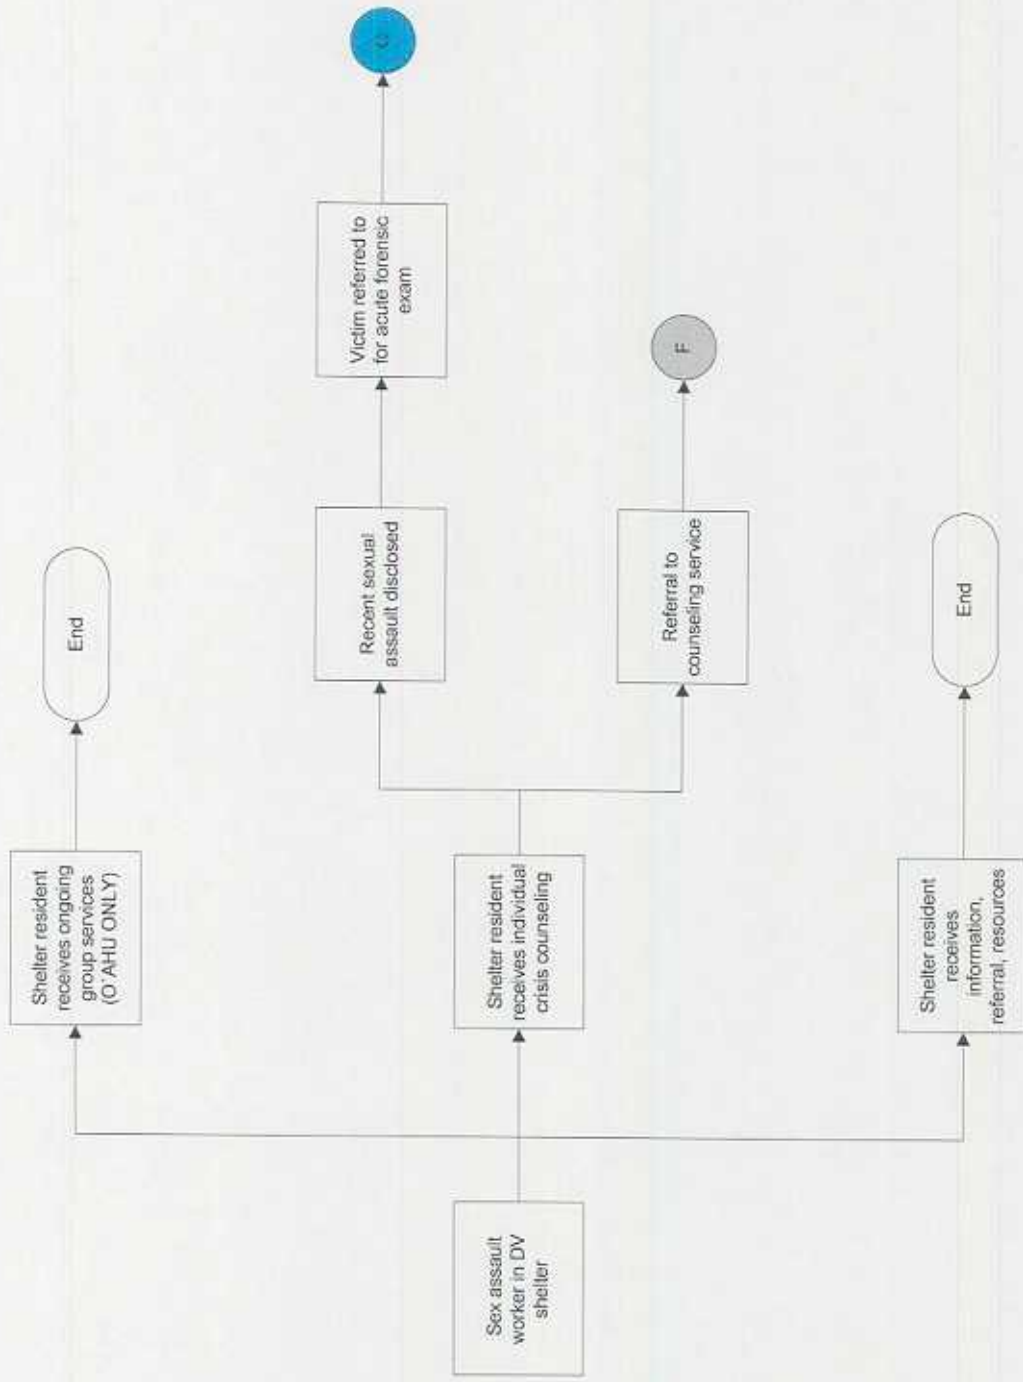 Sex assault
worker in DV
shelter
Shelter resident
receives ongoing
group services
(O`AHU ONLY)
End
Shelter resident
receives individual
crisis counseling
Recent sexual
assault disclosed
Victim referred to
for acute forensic
exam
Referral to
counseling service
F
Shelter resident
receives
information,
referral, resources
End